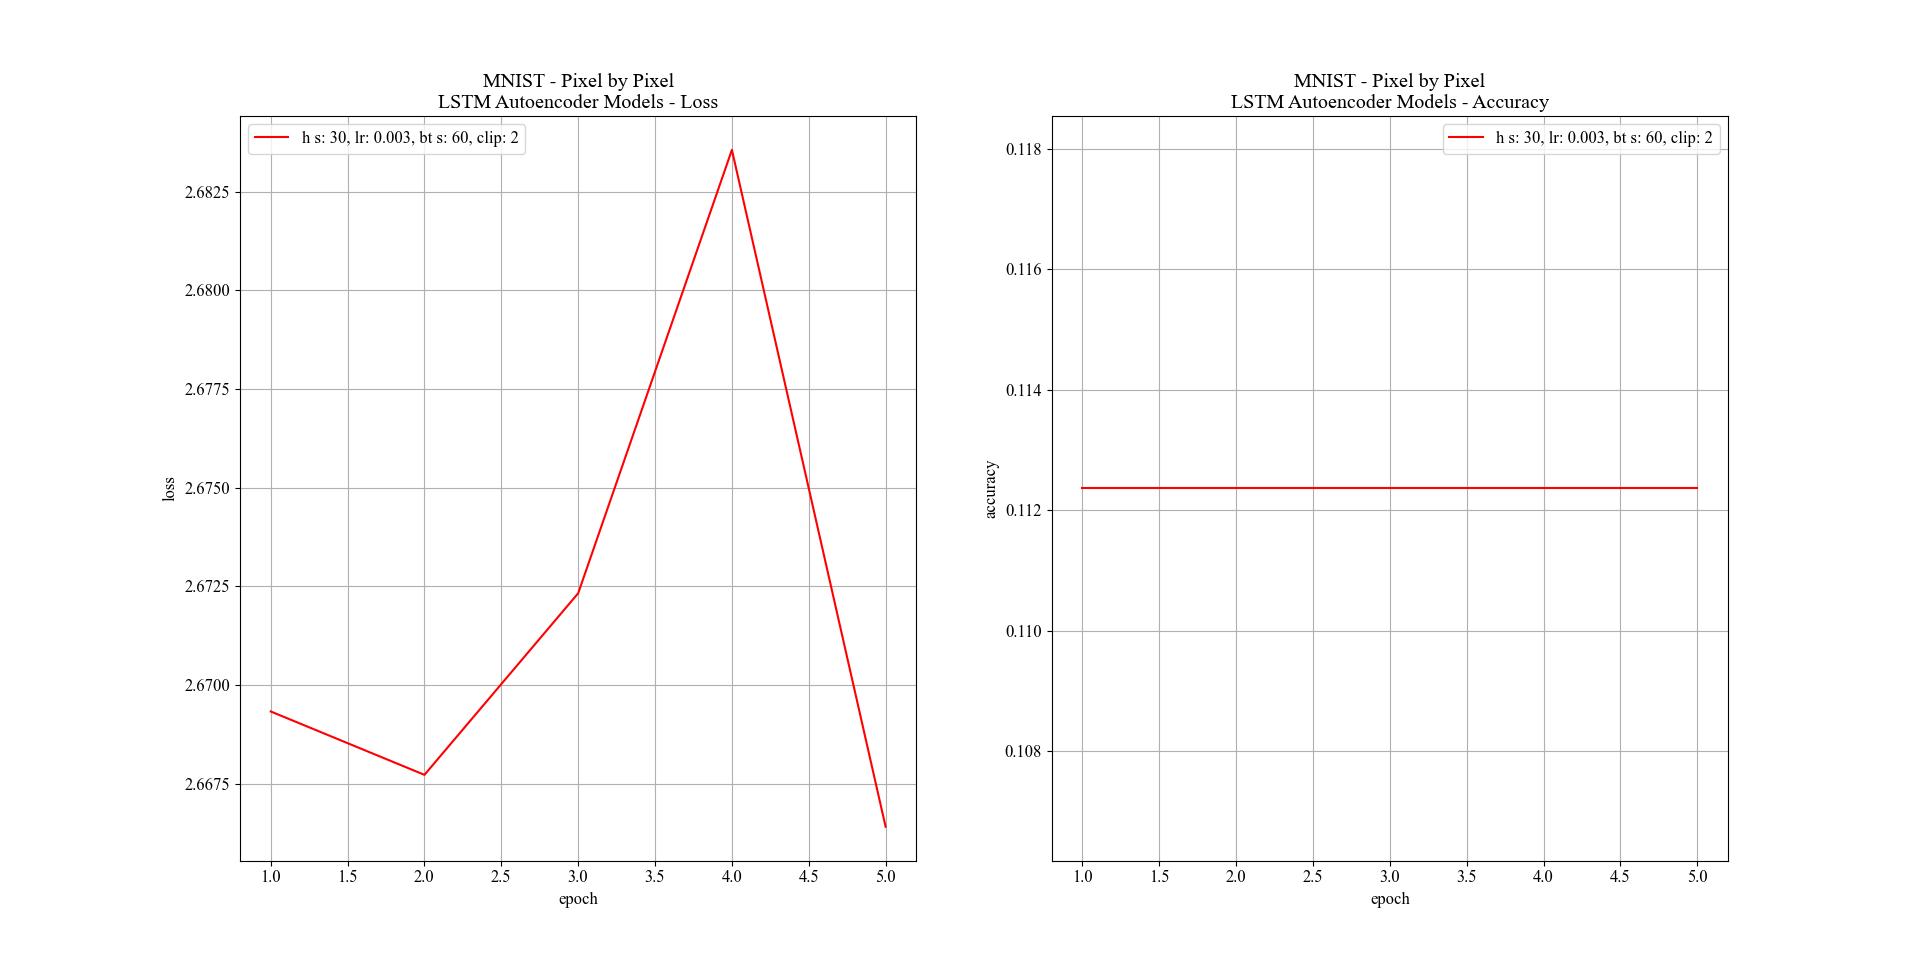 MNIST - Pixel by Pixel
LSTM Autoencoder Models - Loss
h s: 30, lr: 0.003, bt s: 60, clip: 2
2.6825
2.6800
2.6775
2.6750
2.6725
2.6700
2.6675
loss
1.0 1.5 2.0 2.5 3.0 3.5 4.0 4.5 5.0
epoch
MNIST - Pixel by Pixel
LSTM Autoencoder Models - Accuracy
h s: 30, lr: 0.003, bt s: 60, clip: 2
0.118
0.116
0.114
0.112
0.110
0.108
accuracy
1.0 1.5 2.0 2.5 3.0 3.5 4.0 4.5 5.0
epoch